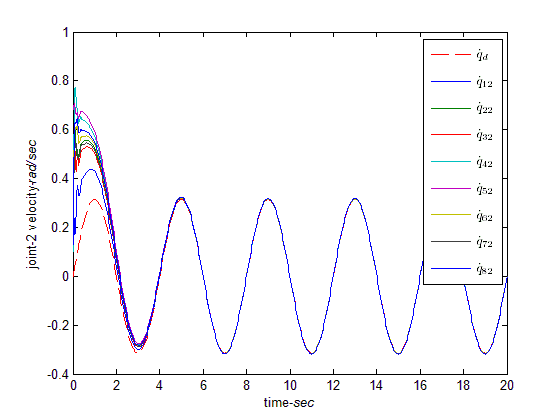 1
0.8
0.6
0.4
0.2
0
-0.2
-0.4
joint-2 velocity-rad/sec
0 2 4 6 8 10 12 14 16 18 20
time-sec
q̇d
q̇12
q̇22
q̇32
q̇42
q̇52
q̇62
q̇72
q̇82